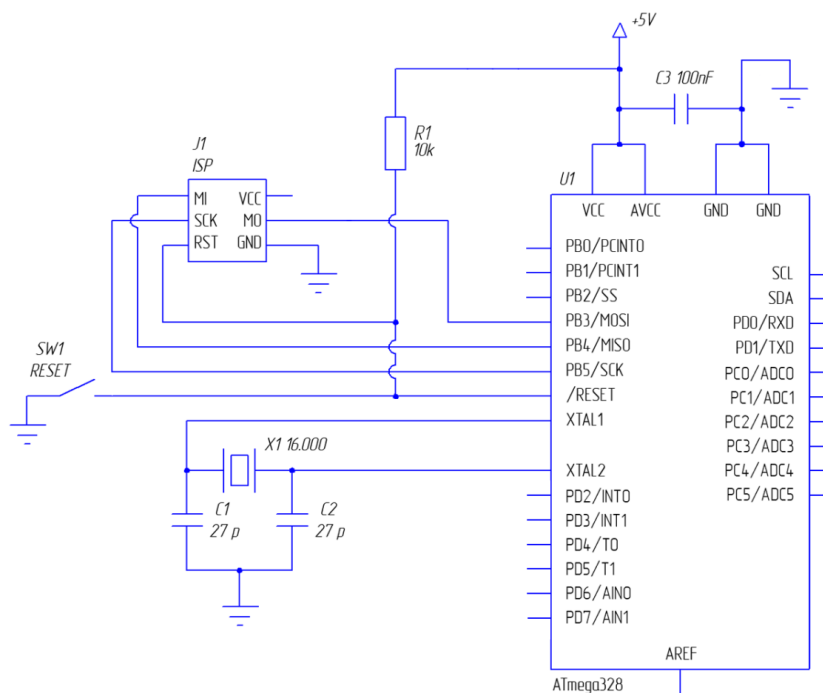 +5V
C3 100nF
R1
10k
J1
ISP
MI VCC
SCK MO
RST GND
U1
VCC AVCC GND GND
PB0/PCINT0
PB1/PCINT1
PB2/SS
PB3/MOSI
PB4/MISO
PB5/SCK
/RESET
XTAL1
XTAL2
PD2/INT0
PD3/INT1
PD4/T0
PD5/T1
PD6/AIN0
PD7/AIN1
SCL
SDA
PD0/RXD
PD1/TXD
PC0/ADC0
PC1/ADC1
PC2/ADC2
PC3/ADC3
PC4/ADC4
PC5/ADC5
AREF
ATmega328
SW1
RESET
X1 16.000
C1
27 p
C2
27 p